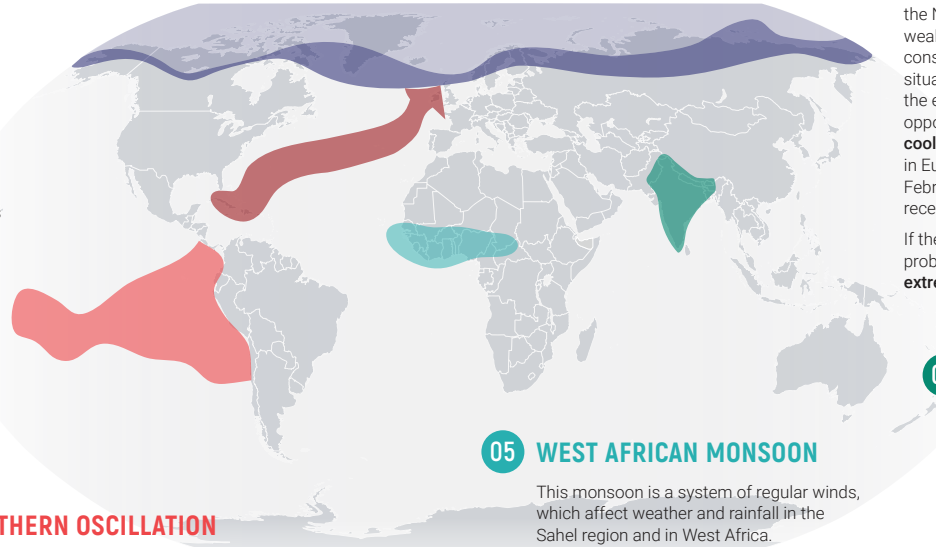 the N
weal
cons
situa
the e
oppo
cool
in Eu
Febr
rece
If the
prob
extre
05 WEST AFRICAN MONSOON
This monsoon is a system of regular winds,
which affect weather and rainfall in the
Sahel region and in West Africa.
THERN OSCILLATION